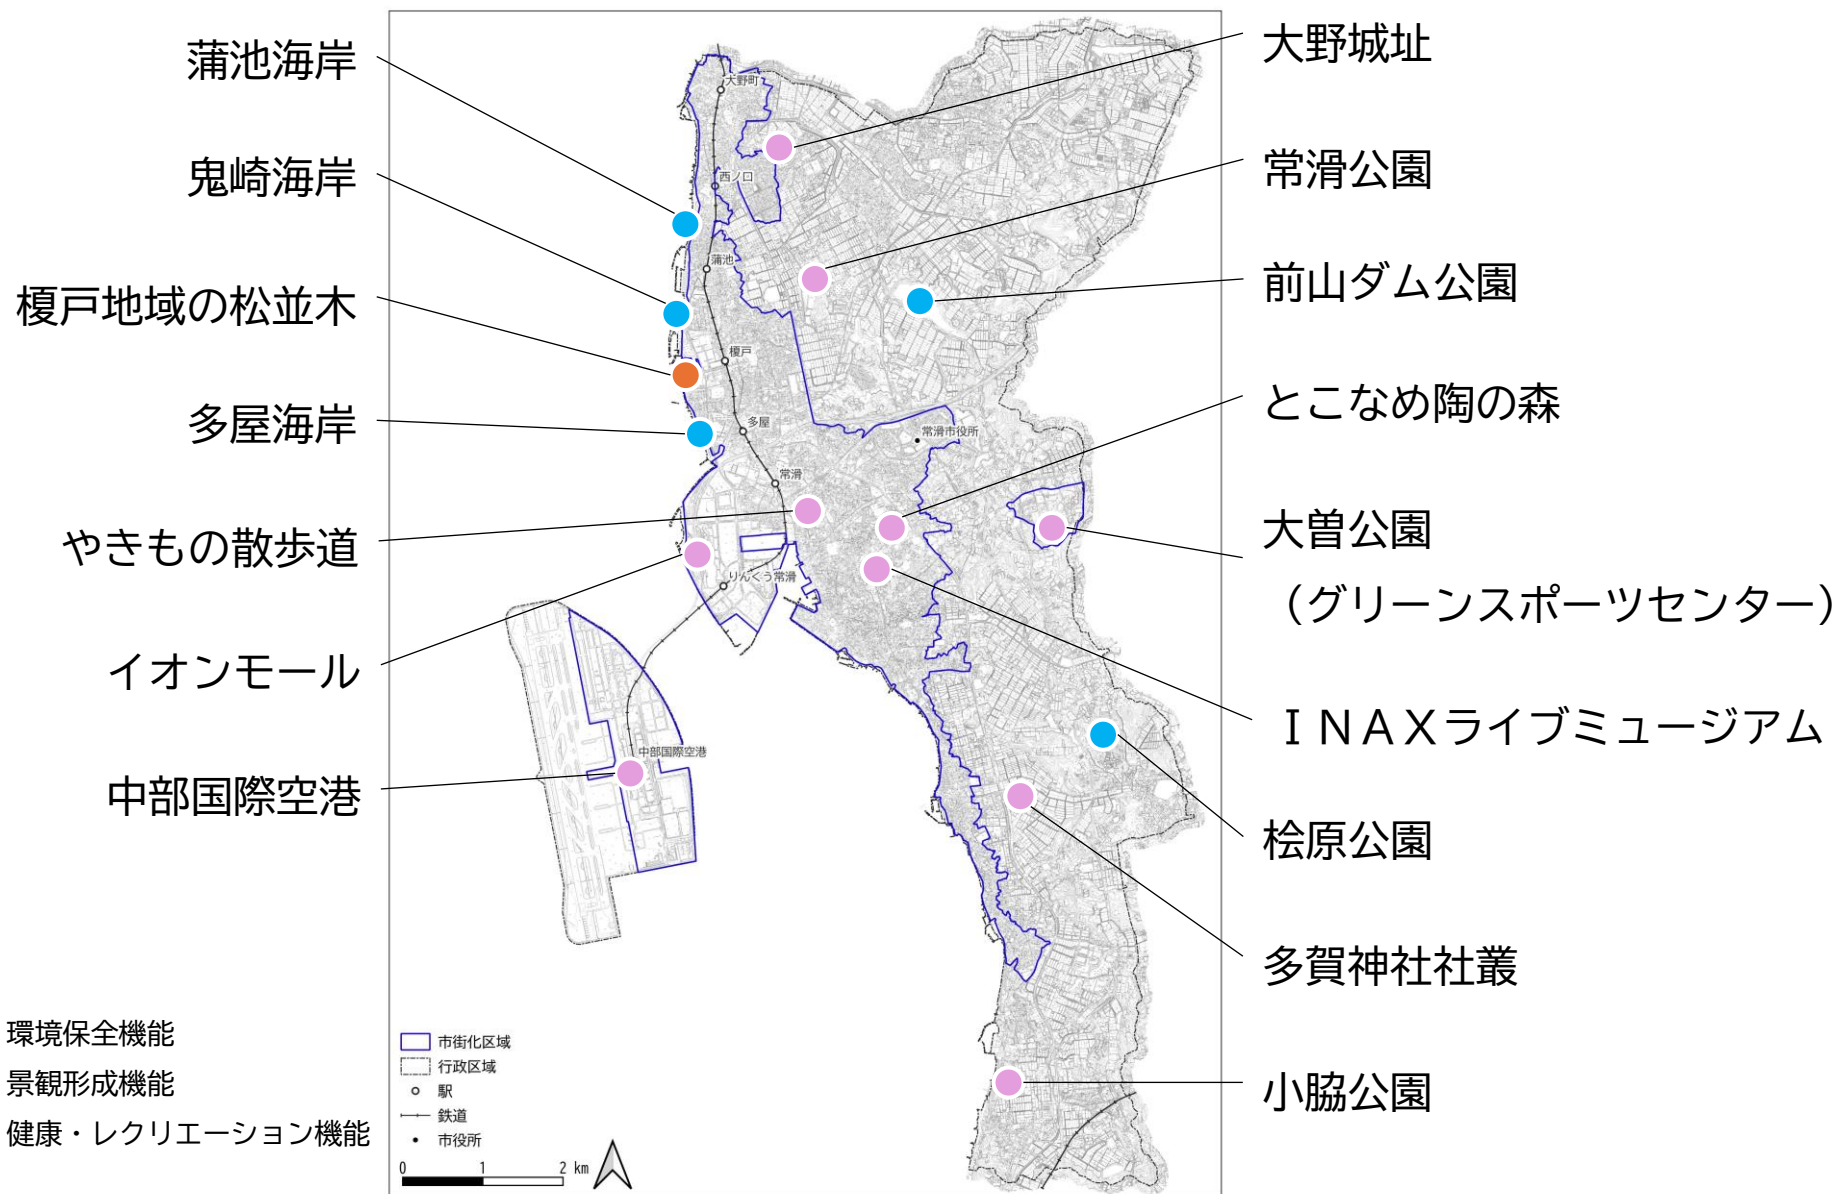 蒲池海岸
鬼崎海岸
榎戸地域の松並木
多屋海岸
やきもの散歩道
イオンモール
中部国際空港
大野城址
常滑公園
前山ダム公園
とこなめ陶の森
大曽公園
（グリーンスポーツセンター）
ＩＮＡＸライブミュージアム
桧原公園
多賀神社社叢
小脇公園
大野町
西ノ口
蒲池
榎戸
多屋
常滑市役所
常滑
りんくう常滑
中部国際空港
環境保全機能
景観形成機能
健康・レクリエーション機能
市街化区域
行政区域
駅
鉄道
市役所
0 1 2 km